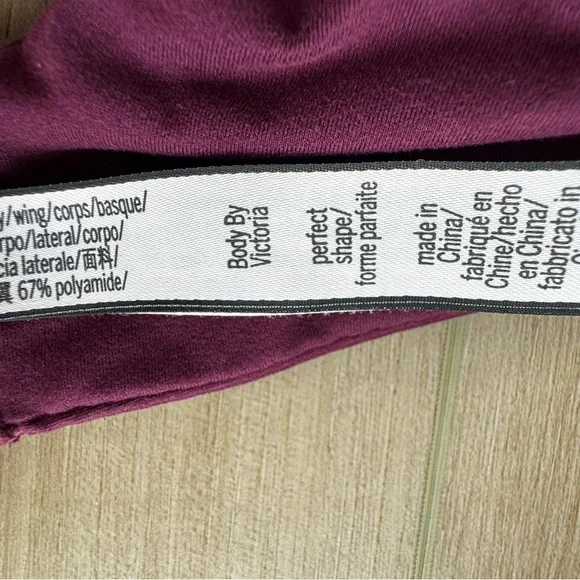 y/wing/corps/basque/
rpo/lateral/corpo/
cia laterale/面料/
翼 67% polyamide/
Body By
Victoria
perfect
shape/
forme parfaite
made in
China/
fabriqué en
Chine/hecho
en China/
fabbricato in